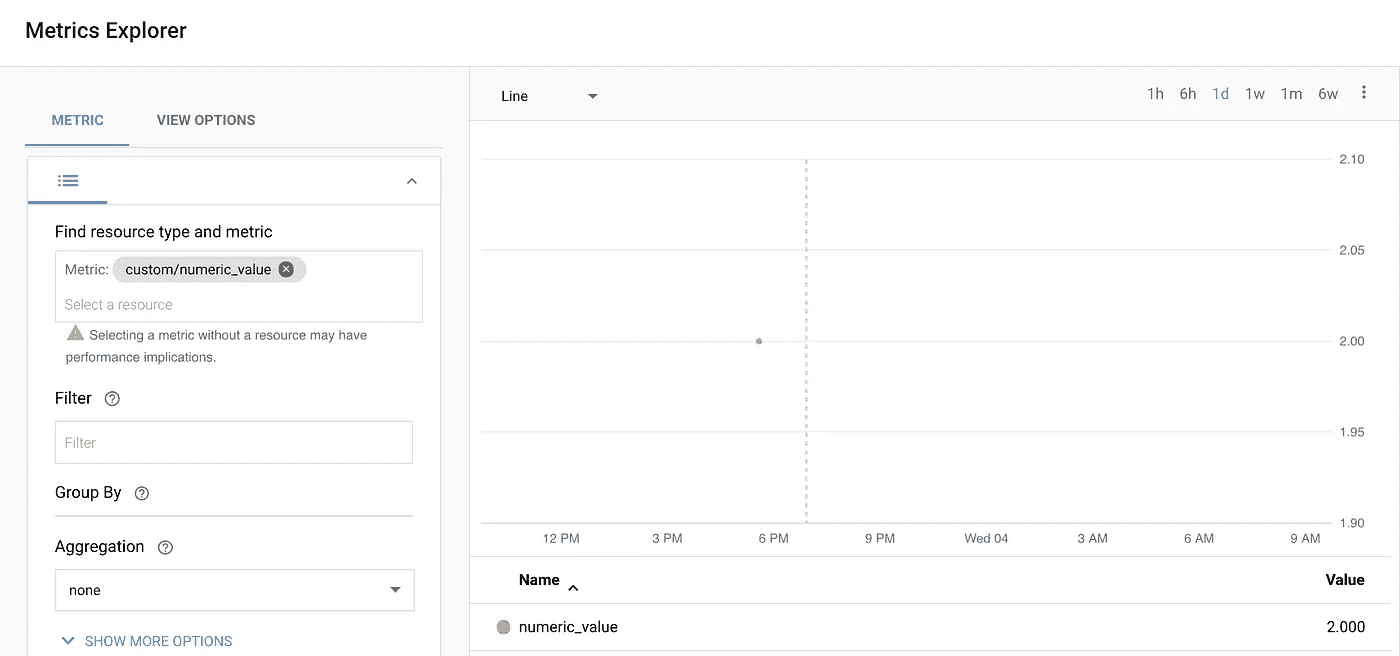 Metrics Explorer
METRIC
VIEW OPTIONS
Find resource type and metric
Metric: custom/numeric_value
Select a resource
Selecting a metric without a resource may have
performance implications.
Filter
Filter
Group By
Aggregation
none
SHOW MORE OPTIONS
Line
1h 6h 1d 1w 1m 6w
2.10
2.05
2.00
1.95
1.90
12 PM 3 PM 6 PM 9 PM Wed 04 3 AM 6 AM 9 AM
Name Value
numeric_value 2.000